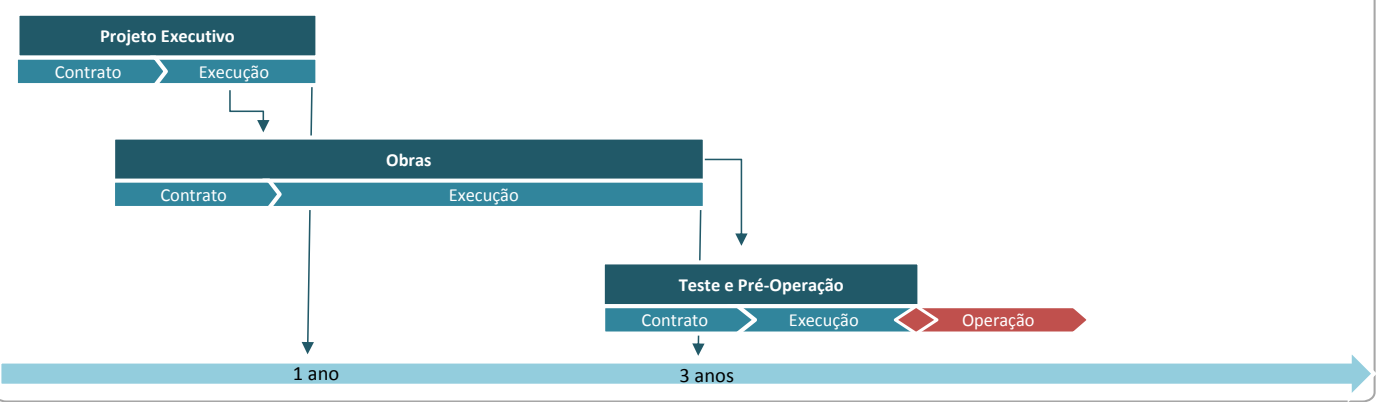 Projeto Executivo
Contrato
Execução
Obras
Contrato
Execução
Teste e Pré-Operação
Contrato
Execução
Operação
1 ano
3 anos